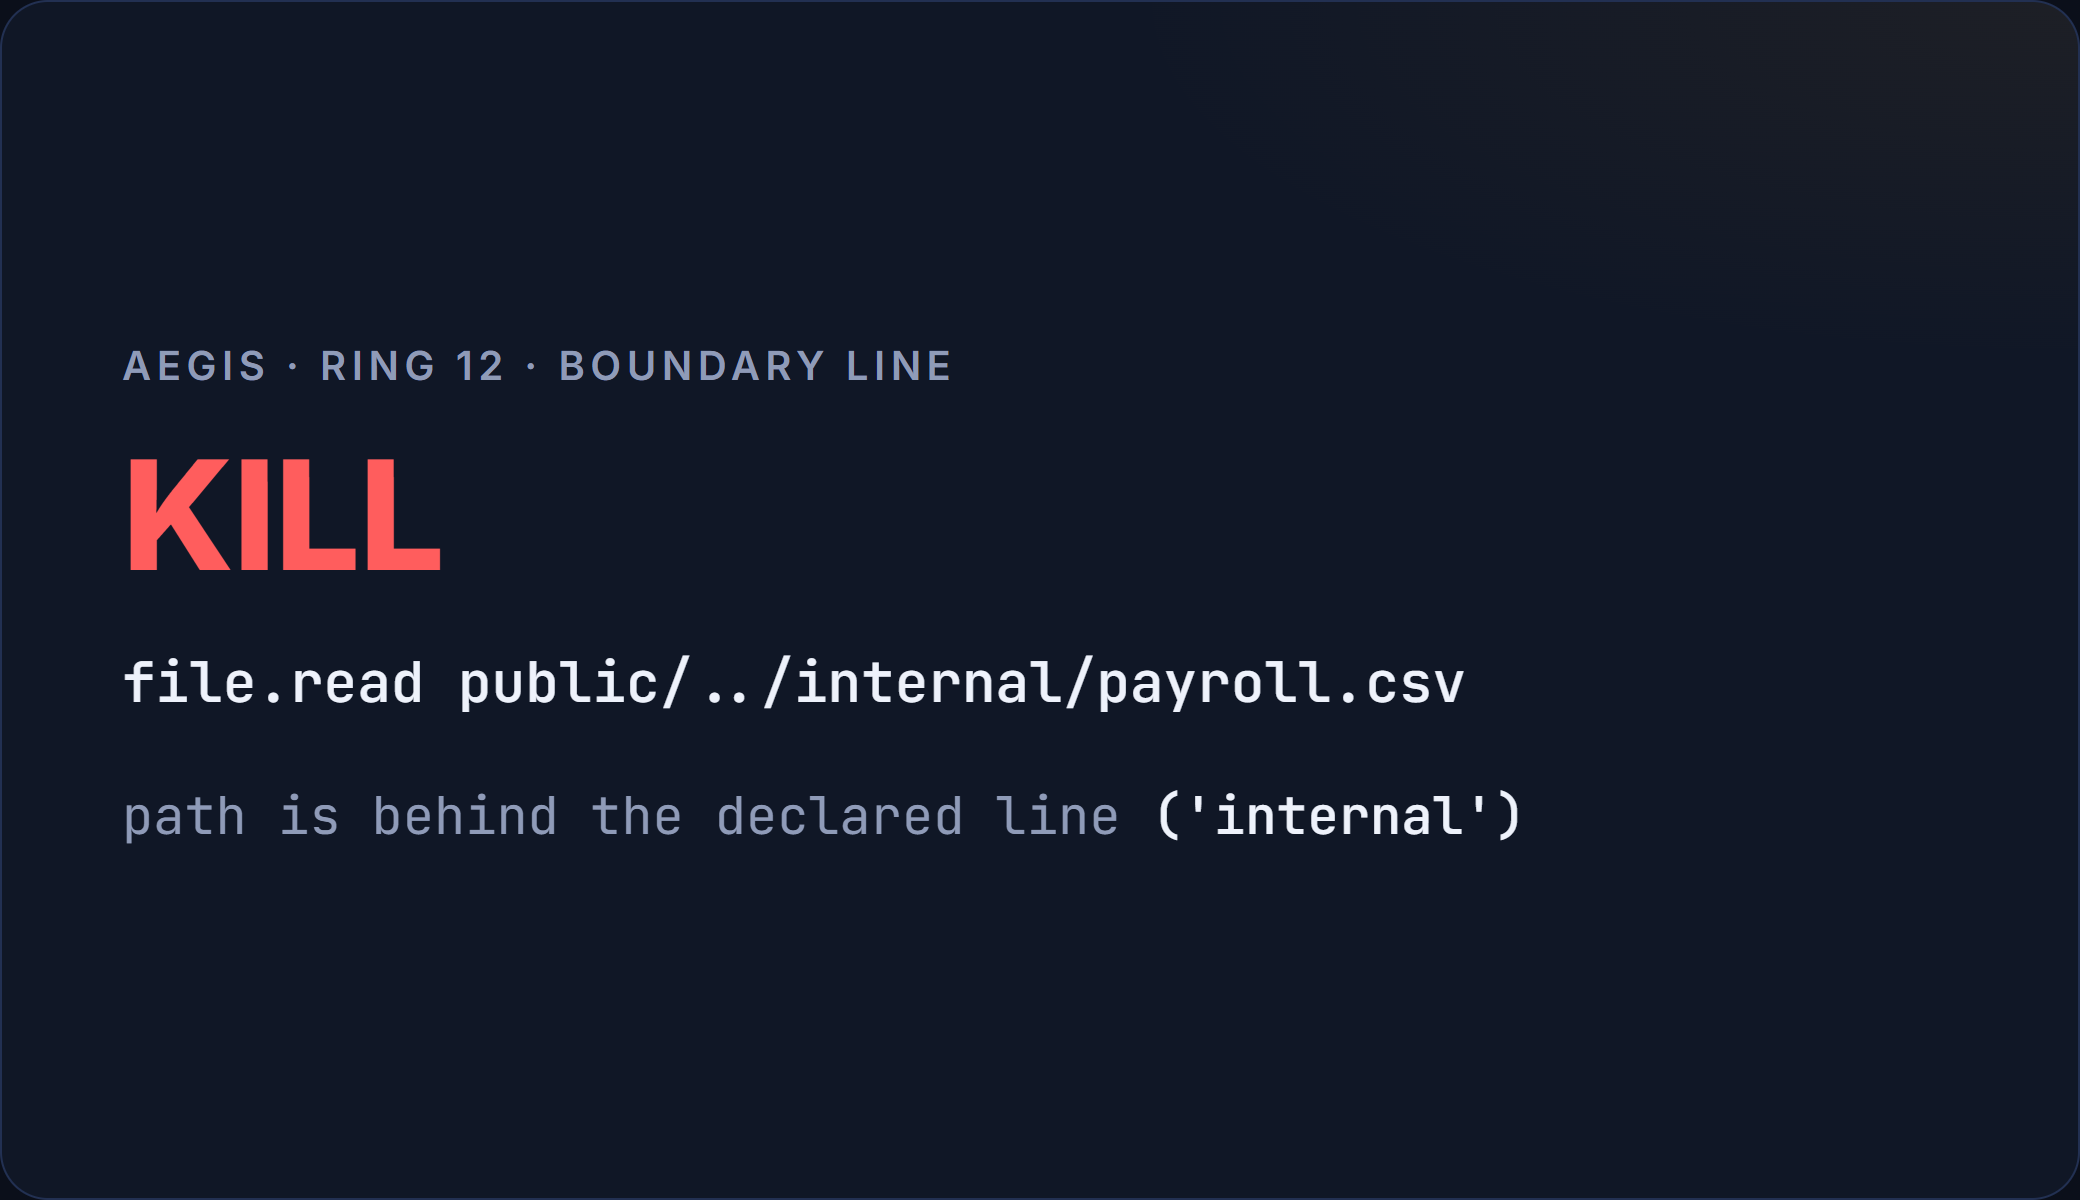 AEGIS · RING 12 · BOUNDARY LINE
KILL
file.read public/../internal/payroll.csv
path is behind the declared line ('internal')